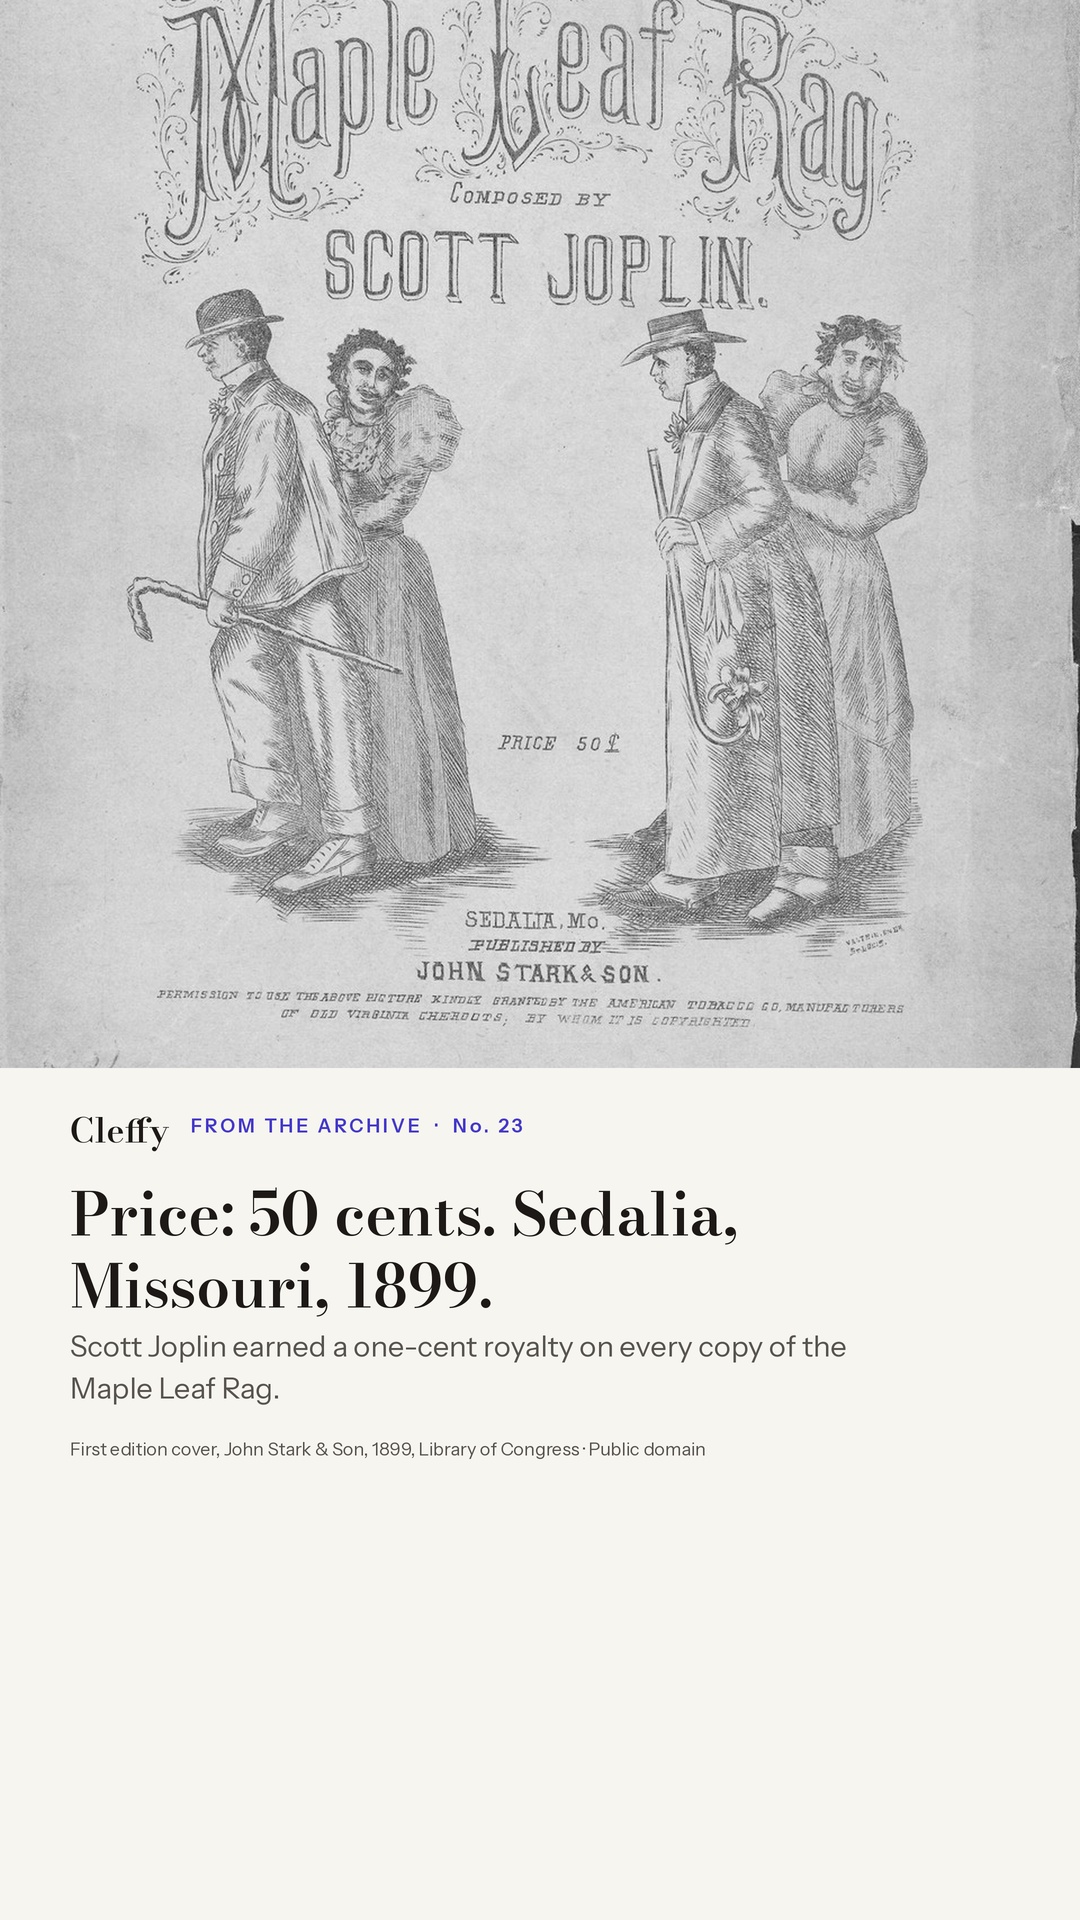 Maple Leaf Rag
COMPOSED BY
SCOTT JOPLIN.
PRICE 50¢
SEDALIA, Mo.
PUBLISHED BY
JOHN STARK & SON.
PERMISSION TO USE THE ABOVE PICTURE KINDLY GRANTED BY THE AMERICAN TOBACCO CO, MANUFACTURERS
OF OLD VIRGINIA CHEROOTS; BY WHOM IT IS COPYRIGHTED
St LOUIS.
Cleffy FROM THE ARCHIVE · No. 23
Price: 50 cents. Sedalia,
Missouri, 1899.
Scott Joplin earned a one-cent royalty on every copy of the
Maple Leaf Rag.
First edition cover, John Stark & Son, 1899, Library of Congress · Public domain